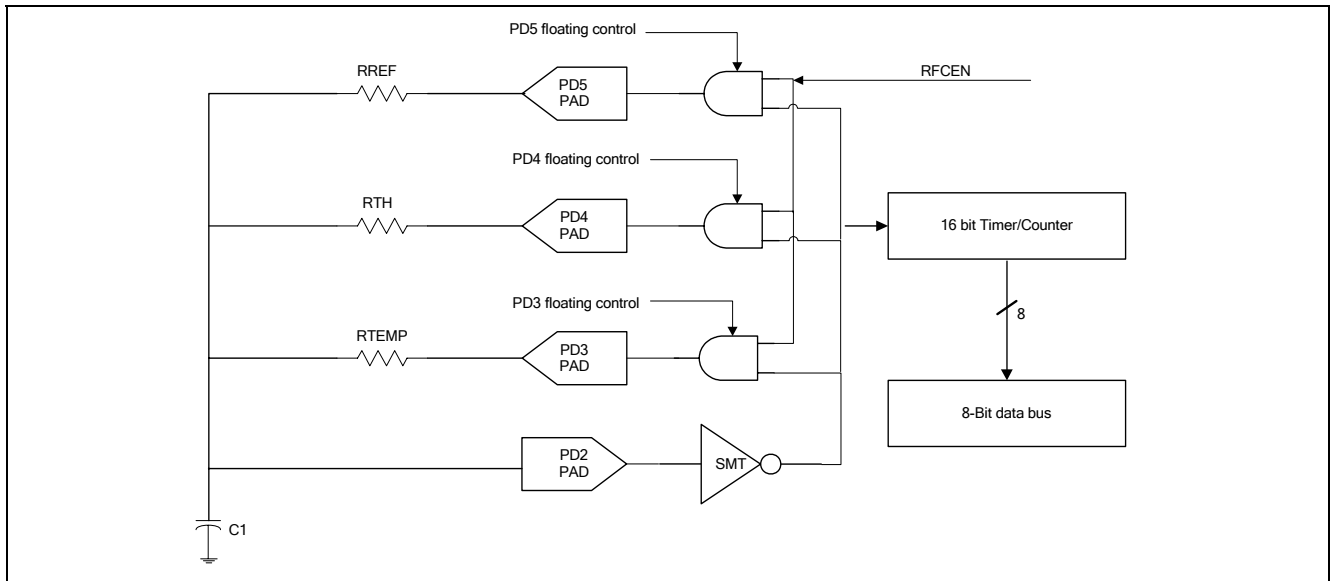 PD5 floating control
RREF
PD5
PAD
RFCEN
PD4 floating control
RTH
PD4
PAD
16 bit Timer/Counter
PD3 floating control
8
RTEMP
PD3
PAD
8-Bit data bus
PD2
PAD
SMT
C1